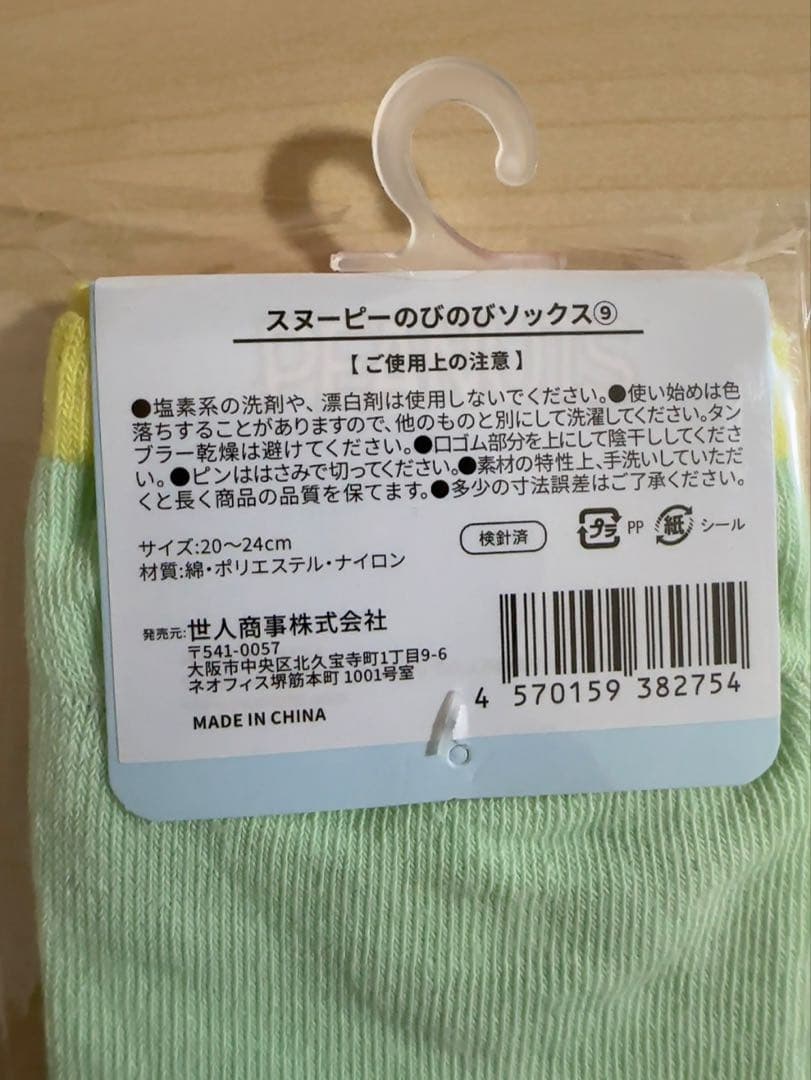 スヌーピーのびのびソックス⑨
【ご使用上の注意】
●塩素系の洗剤や、漂白剤は使用しないでください。●使い始めは色
落ちすることがありますので、他のものと別にして洗濯してください。タン
ブラー乾燥は避けてください。●口ゴム部分を上にして陰干ししてくださ
い。●ピンははさみで切ってください。●素材の特性上、手洗いしていただ
くと長く商品の品質を保てます。●多少の寸法誤差はご了承ください。
サイズ:20〜24cm
材質:綿・ポリエステル・ナイロン
検針済
プラ PP 紙 シール
発売元:世人商事株式会社
〒541-0057
大阪市中央区北久宝寺町1丁目9-6
ネオフィス堺筋本町 1001号室
MADE IN CHINA
4 570159 382754